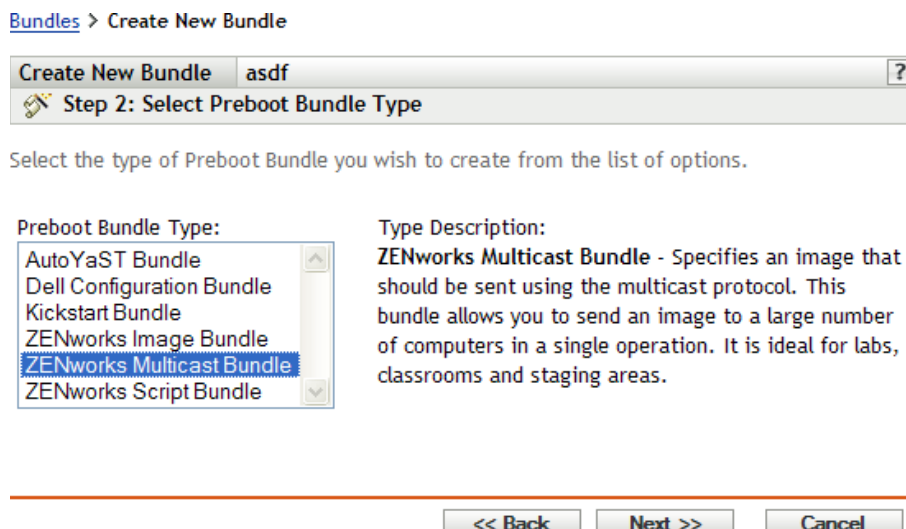 Bundles > Create New Bundle
Create New Bundle asdf ?
Step 2: Select Preboot Bundle Type
Select the type of Preboot Bundle you wish to create from the list of options.
Preboot Bundle Type:
AutoYaST Bundle
Dell Configuration Bundle
Kickstart Bundle
ZENworks Image Bundle
ZENworks Multicast Bundle
ZENworks Script Bundle
Type Description:
ZENworks Multicast Bundle - Specifies an image that
should be sent using the multicast protocol. This
bundle allows you to send an image to a large number
of computers in a single operation. It is ideal for labs,
classrooms and staging areas.
<< Back Next >> Cancel